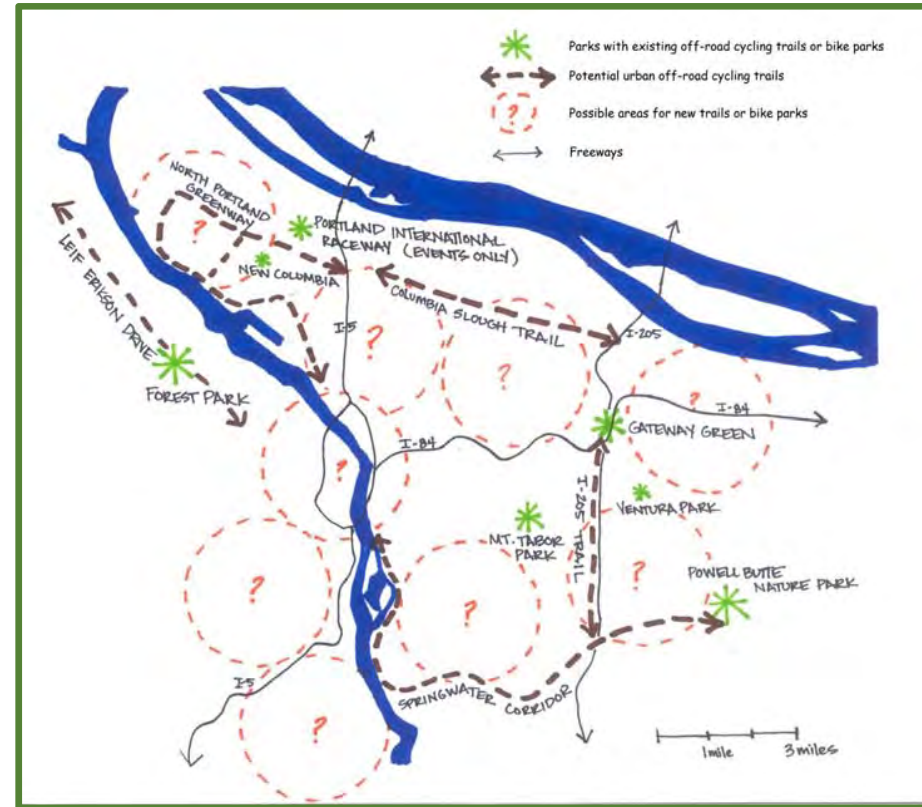 Parks with existing off-road cycling trails or bike parks
Potential urban off-road cycling trails
?
Possible areas for new trails or bike parks
Freeways
NORTH PORTLAND
GREENWAY
?
PORTLAND INTERNATIONAL
RACEWAY (EVENTS ONLY)
NEW COLUMBIA
LEIF ERIKSON DRIVE
FOREST PARK
COLUMBIA SLOUGH TRAIL
I-5
?
?
I-205
?
I-84
GATEWAY GREEN
I-84
?
I-205 TRAIL
VENTURA PARK
MT. TABOR
PARK
?
POWELL BUTTE
NATURE PARK
?
?
SPRINGWATER CORRIDOR
I-5
?
1mile 3miles